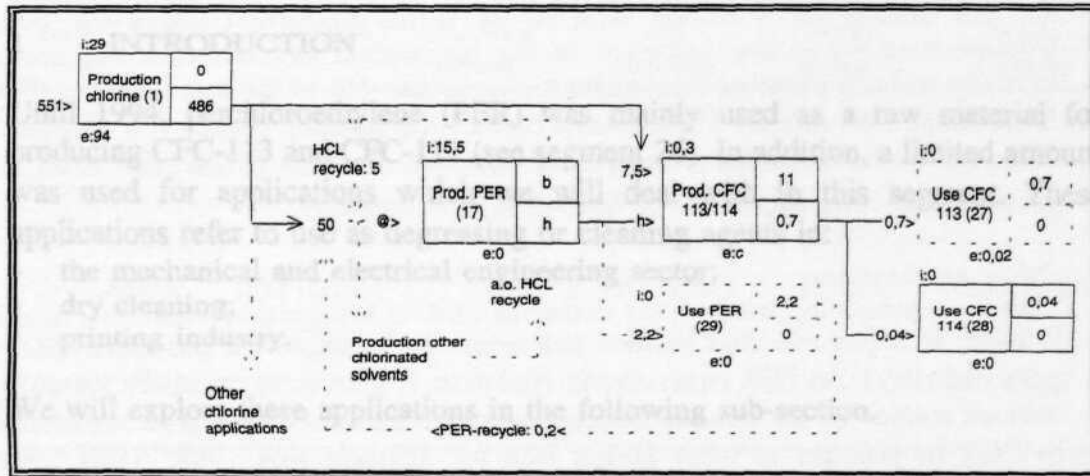 INTRODUCTION
i:29
Production
chlorine (1)
0
486
551>
e:94
Until 1994, perchloroethylene (PER) was mainly used as a raw material for
producing CFC-113 and CFC-114 (see segment 26). In addition, a limited amount
was used for applications which we will deal with in this segment. These
applications refer to use as degreasing or cleaning agents in:
the mechanical and electrical engineering sector;
dry cleaning;
printing industry.
We will explore these applications in the following sub-section.
HCL
recycle: 5
50
@>
i:15,5
Prod. PER
(17)
b
h
e:0
a.o. HCL
recycle
i:0,3
7,5>
Prod. CFC
113/114
11
0,7
h>
e:c
i:0
Use PER
(29)
2,2
0
2,2>
e:0
i:0
Use CFC
113 (27)
0,7
0
0,7>
e:0,02
i:0
Use CFC
114 (28)
0,04
0
0,04>
e:0
Production other
chlorinated
solvents
Other
chlorine
applications
<PER-recycle: 0,2<